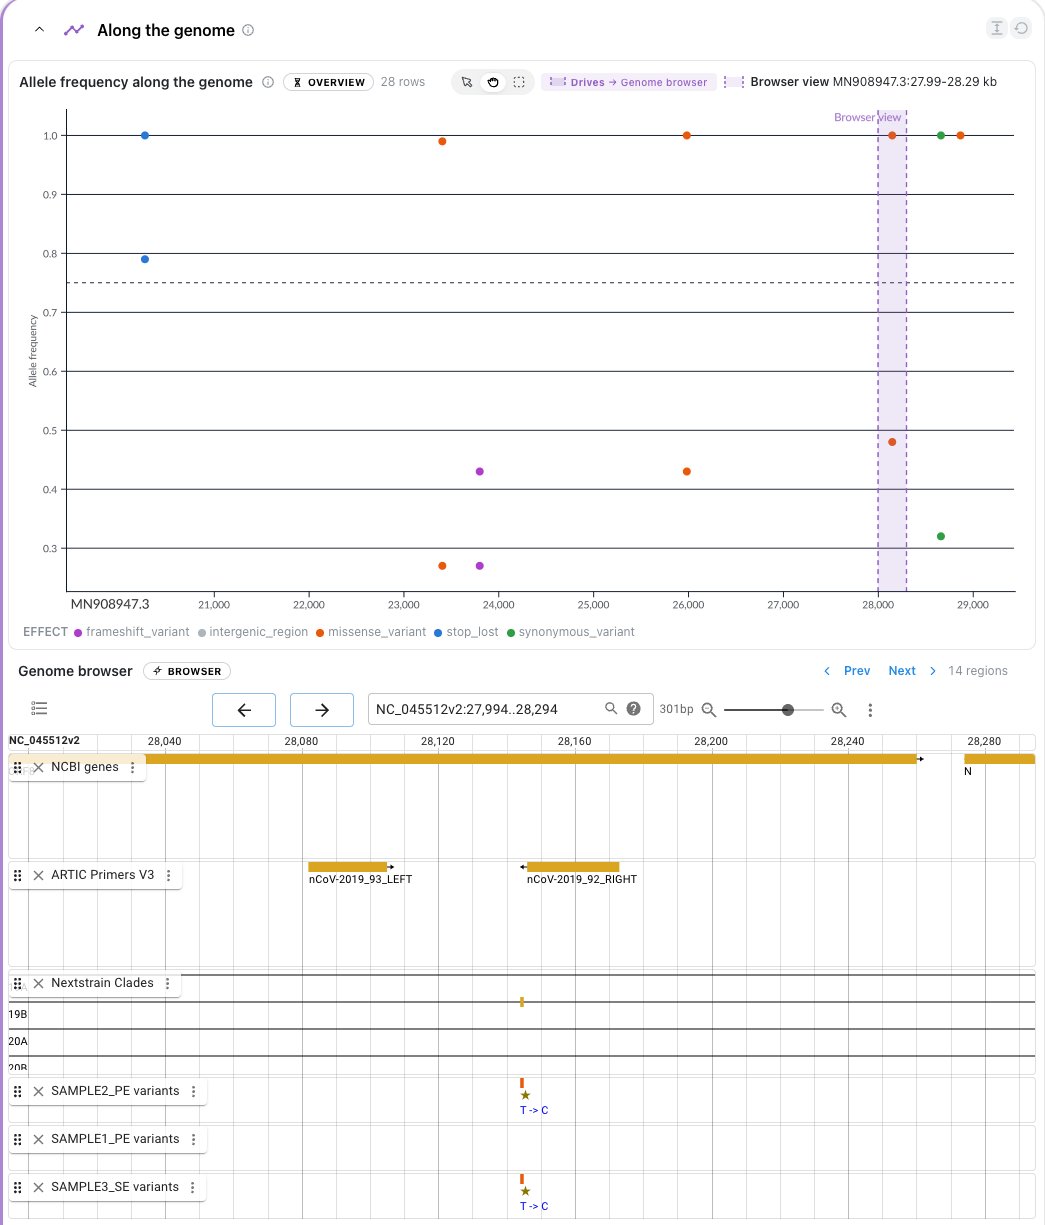 Along the genome
Allele frequency along the genome OVERVIEW 28 rows Drives → Genome browser Browser view MN908947.3:27.99-28.29 kb
Browser view
1.0
0.9
0.8
0.7
0.6
0.5
0.4
0.3
Allele frequency
MN908947.3 21,000 22,000 23,000 24,000 25,000 26,000 27,000 28,000 29,000
EFFECT frameshift_variant intergenic_region missense_variant stop_lost synonymous_variant
Genome browser BROWSER Prev Next 14 regions
NC_045512v2:27,994..28,294 301bp
NC_045512v2 28,040 28,080 28,120 28,160 28,200 28,240 28,280
NCBI genes
N
ARTIC Primers V3
nCoV-2019_93_LEFT nCoV-2019_92_RIGHT
Nextstrain Clades
19B
20A
20B
SAMPLE2_PE variants
T -> C
SAMPLE1_PE variants
SAMPLE3_SE variants
T -> C